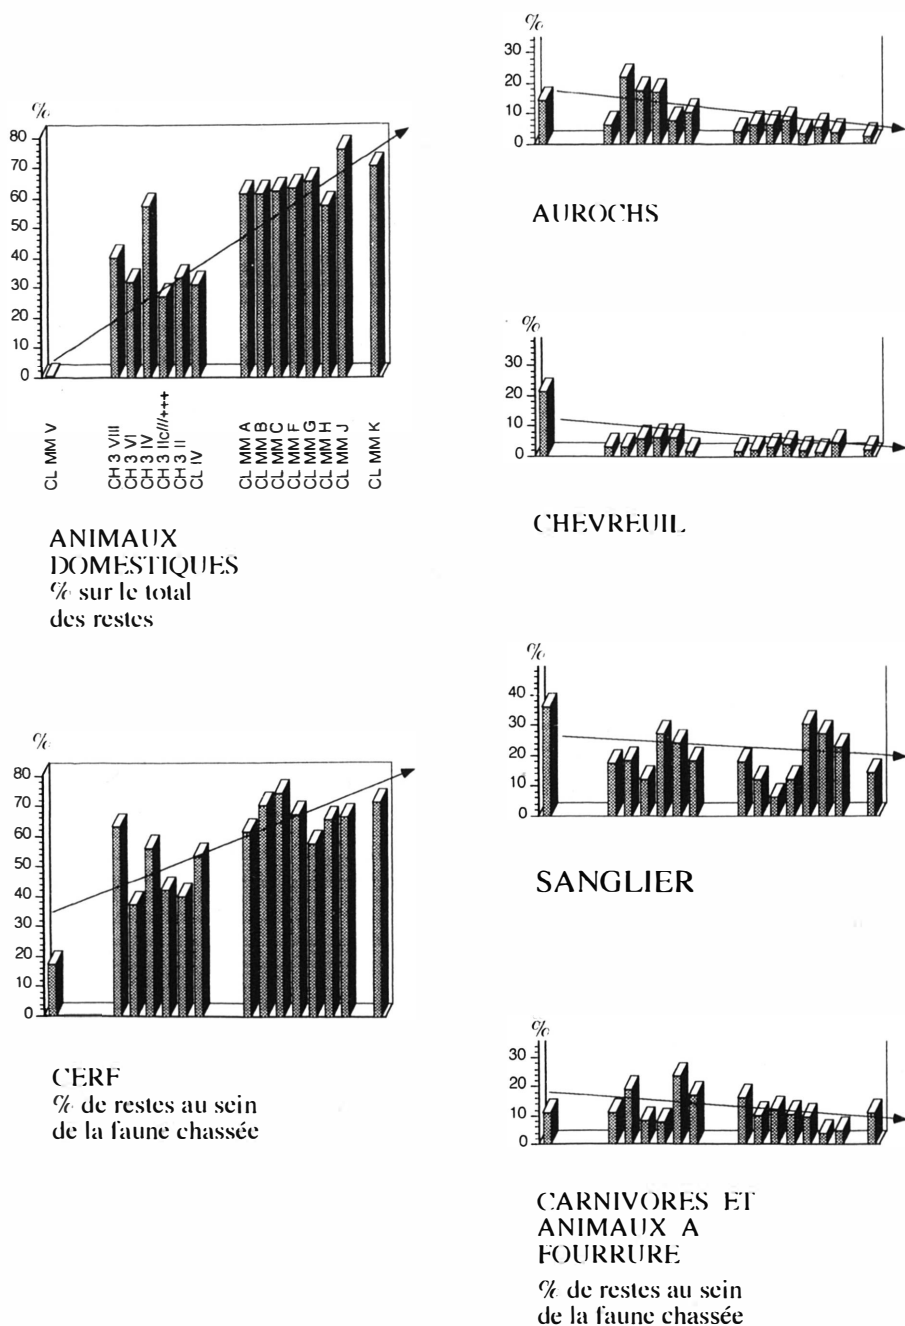 %
80
70
60
50
40
30
20
10
0
CL MM V
CH 3 VIII
CH 3 VI
CH 3 IV
CH 3 IIc///+++
CH 3 II
CL IV
CL MM A
CL MM B
CL MM C
CL MM F
CL MM G
CL MM H
CL MM J
CL MM K
ANIMAUX
DOMESTIQUES
% sur le total
des restes
%
80
70
60
50
40
30
20
10
0
CERF
% de restes au sein
de la faune chassée
%
30
20
10
0
AUROCHS
%
30
20
10
0
CHEVREUIL
%
40
30
20
10
0
SANGLIER
%
30
20
10
0
CARNIVORES ET
ANIMAUX A
FOURRURE
% de restes au sein
de la faune chassée